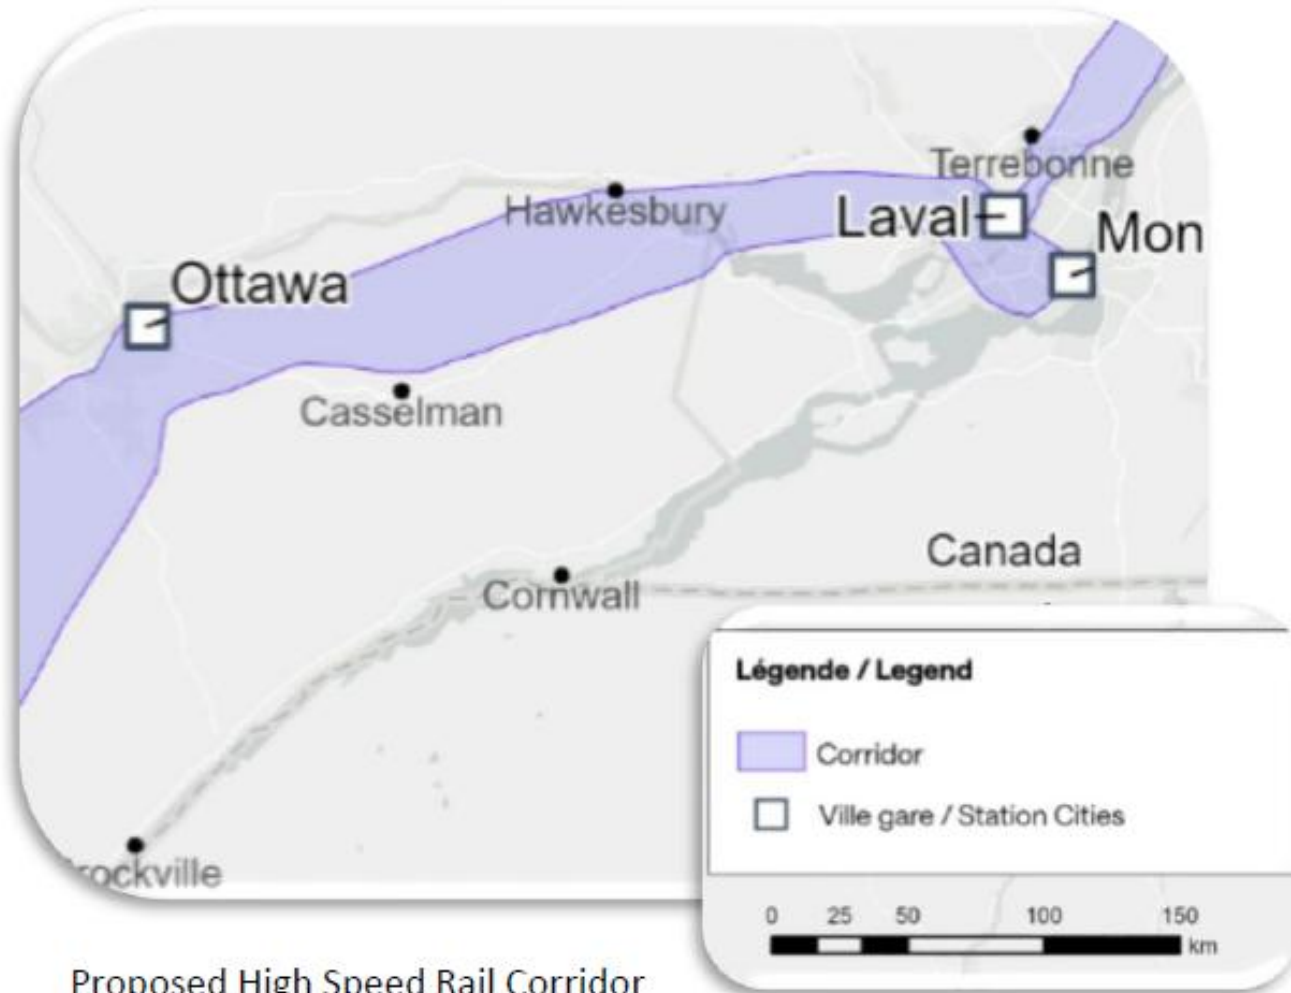 Terrebonne
Hawkesbury
Laval
Mon
Ottawa
Casselman
Canada
Cornwall
Légende / Legend
Corridor
Ville gare / Station Cities
rockville
0 25 50 100 150
km
Proposed High Speed Rail Corridor